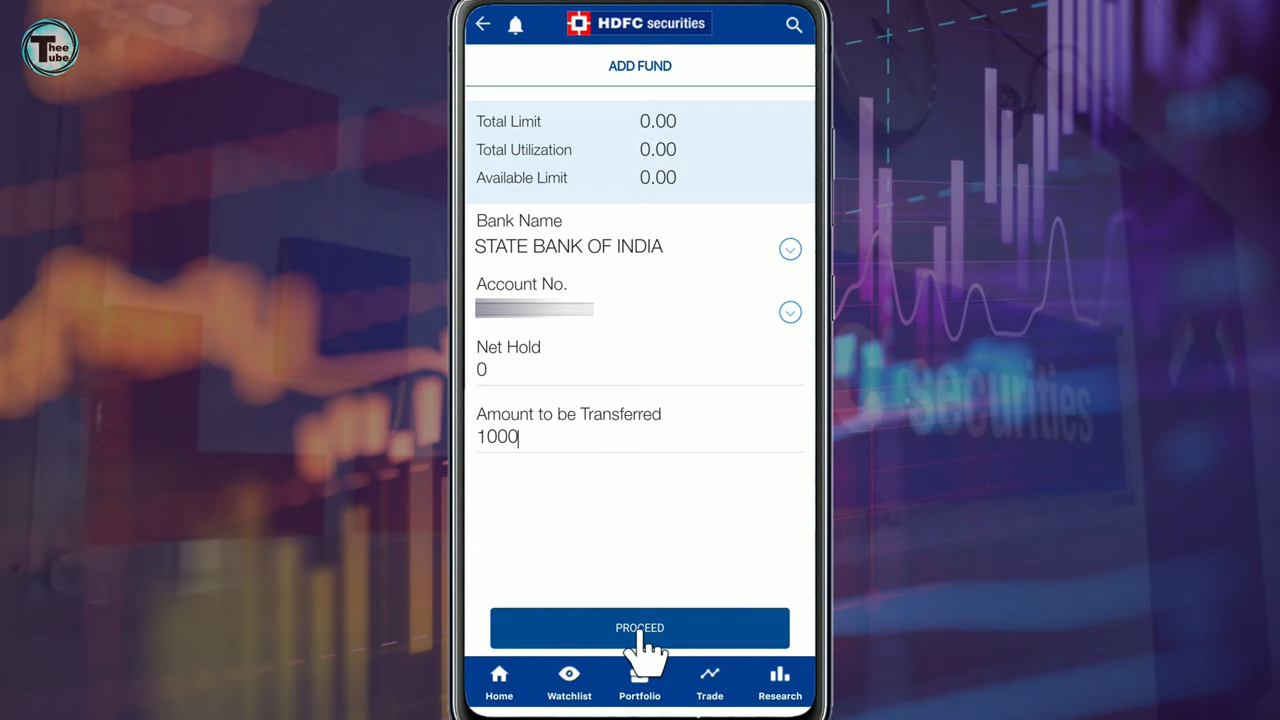 Thee
Tube
HDFC securities
ADD FUND
Total Limit 0.00
Total Utilization 0.00
Available Limit 0.00
Bank Name
STATE BANK OF INDIA
Account No.
Net Hold
0
Amount to be Transferred
1000
PROCEED
Home Watchlist Portfolio Trade Research
securities